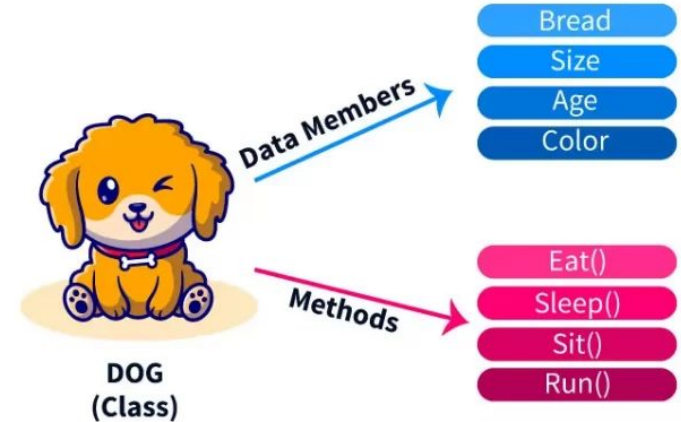 Data Members
Bread
Size
Age
Color
Methods
Eat()
Sleep()
Sit()
Run()
DOG
(Class)